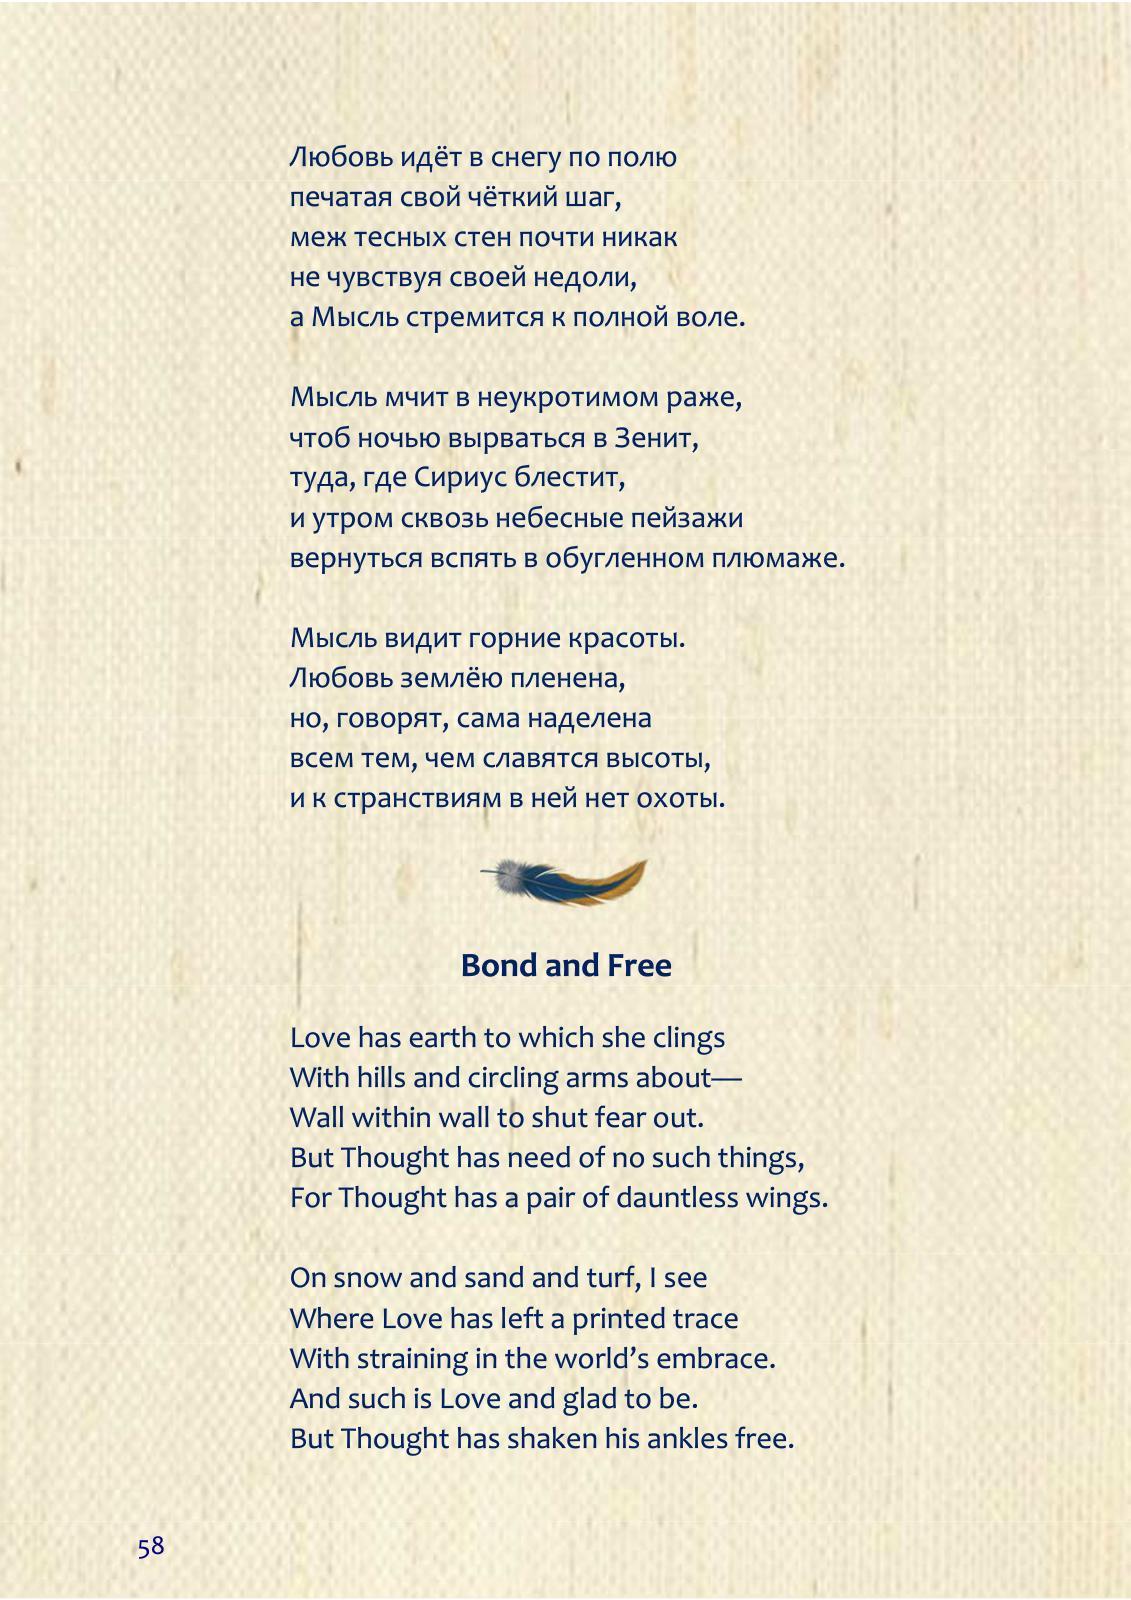 Любовь идёт в снегу по полю
печатая свой чёткий шаг,
меж тесных стен почти никак
не чувствуя своей недоли,
а Мысль стремится к полной воле.
Мысль мчит в неукротимом раже,
чтоб ночью вырваться в Зенит,
туда, где Сириус блестит,
и утром сквозь небесные пейзажи
вернуться вспять в обугленном плюмаже.
Мысль видит горние красоты.
Любовь землёю пленена,
но, говорят, сама наделена
всем тем, чем славятся высоты,
и к странствиям в ней нет охоты.
Bond and Free
Love has earth to which she clings
With hills and circling arms about—
Wall within wall to shut fear out.
But Thought has need of no such things,
For Thought has a pair of dauntless wings.
On snow and sand and turf, I see
Where Love has left a printed trace
With straining in the world’s embrace.
And such is Love and glad to be.
But Thought has shaken his ankles free.
58